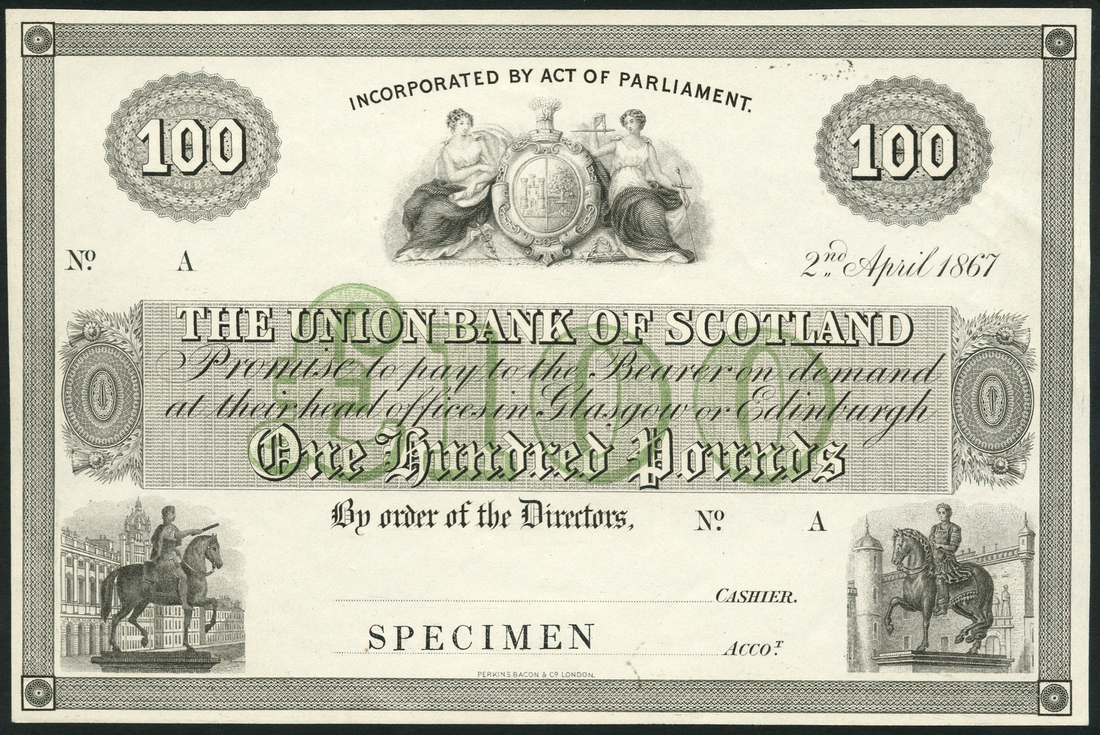 INCORPORATED BY ACT OF PARLIAMENT.
100
100
No. A
2nd April 1867
£100
THE UNION BANK OF SCOTLAND
Promise to pay to the Bearer on demand
at their head offices in Glasgow or Edinburgh
One Hundred Pounds
By order of the Directors,
No. A
CASHIER.
SPECIMEN
ACCOT.
PERKINS, BACON & CO. LONDON.